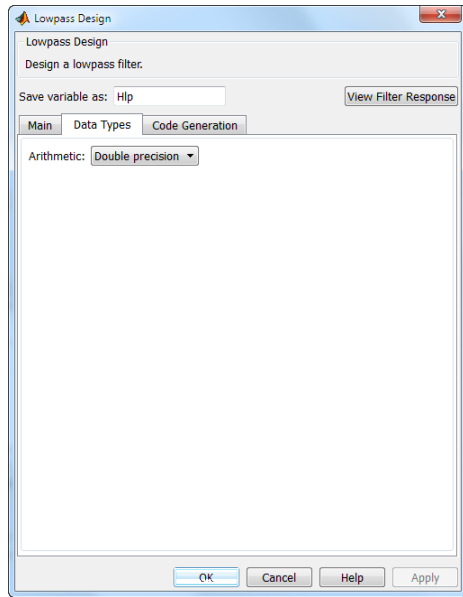 Lowpass Design
Lowpass Design
Design a lowpass filter.
Save variable as: Hlp View Filter Response
Main Data Types Code Generation
Arithmetic: Double precision
OK Cancel Help Apply